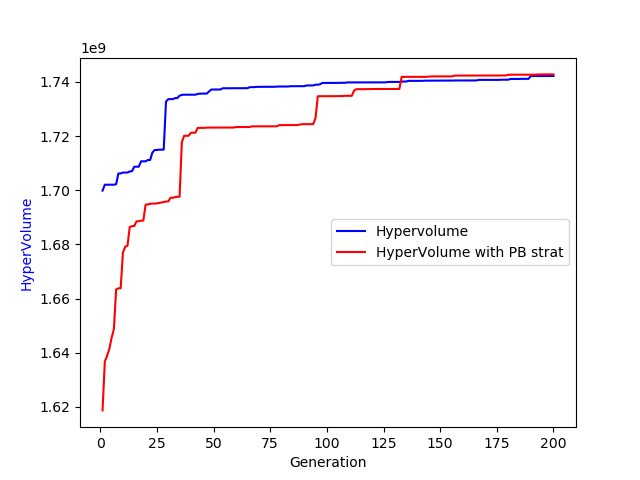 1e9
1.74
1.72
1.70
1.68
1.66
1.64
1.62
HyperVolume
Hypervolume
HyperVolume with PB strat
0 25 50 75 100 125 150 175 200
Generation